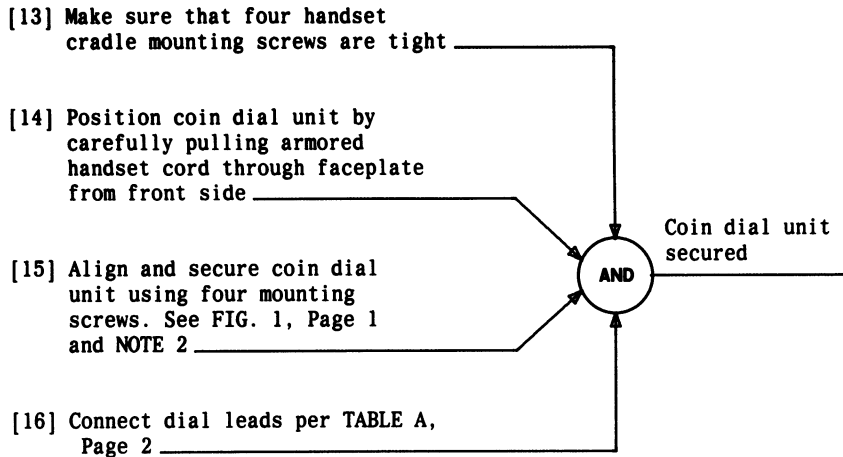 [13] Make sure that four handset
cradle mounting screws are tight
[14] Position coin dial unit by
carefully pulling armored
handset cord through faceplate
from front side
[15] Align and secure coin dial
unit using four mounting
screws. See FIG. 1, Page 1
and NOTE 2
[16] Connect dial leads per TABLE A,
Page 2
AND
Coin dial unit
secured